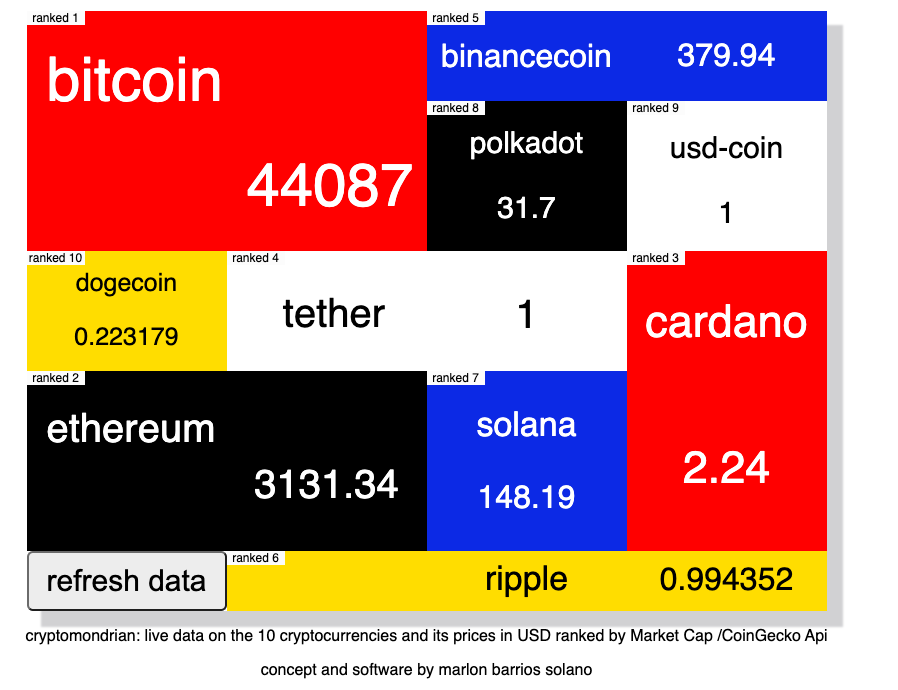 ranked 1
bitcoin
44087
ranked 5
binancecoin 379.94
ranked 8
polkadot
31.7
ranked 9
usd-coin
1
ranked 10
dogecoin
0.223179
ranked 4
tether 1
ranked 3
cardano
2.24
ranked 2
ethereum
3131.34
ranked 7
solana
148.19
refresh data
ranked 6
ripple 0.994352
cryptomondrian: live data on the 10 cryptocurrencies and its prices in USD ranked by Market Cap /CoinGecko Api
concept and software by marlon barrios solano